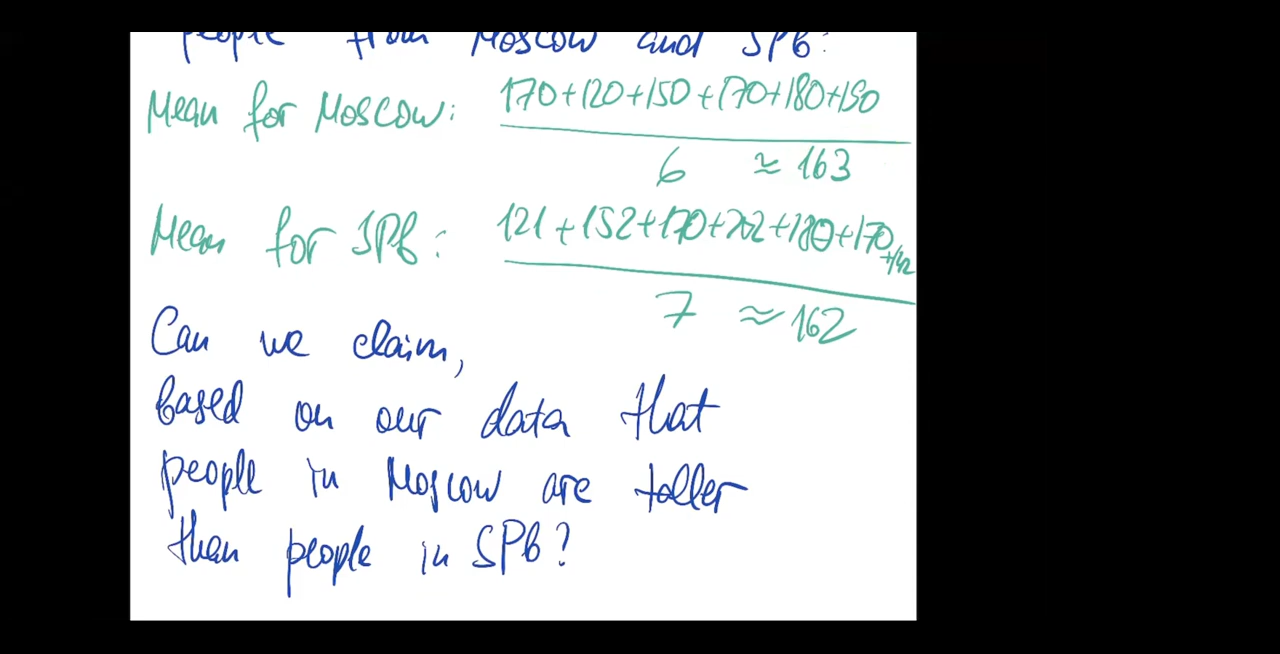 people from Moscow and SPb:
Mean for Moscow: 170+120+150+170+180+190
6 ≈ 163
Mean for SPb: 121+152+170+202+180+170+142
7 ≈ 162
Can we claim,
based on our data that
people in Moscow are taller
than people in SPb?